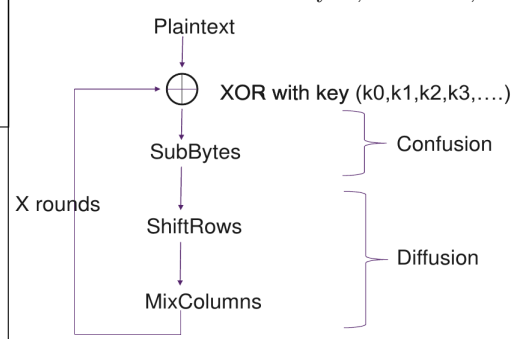 Plaintext
XOR with key (k0,k1,k2,k3,….)
SubBytes
Confusion
X rounds
ShiftRows
Diffusion
MixColumns